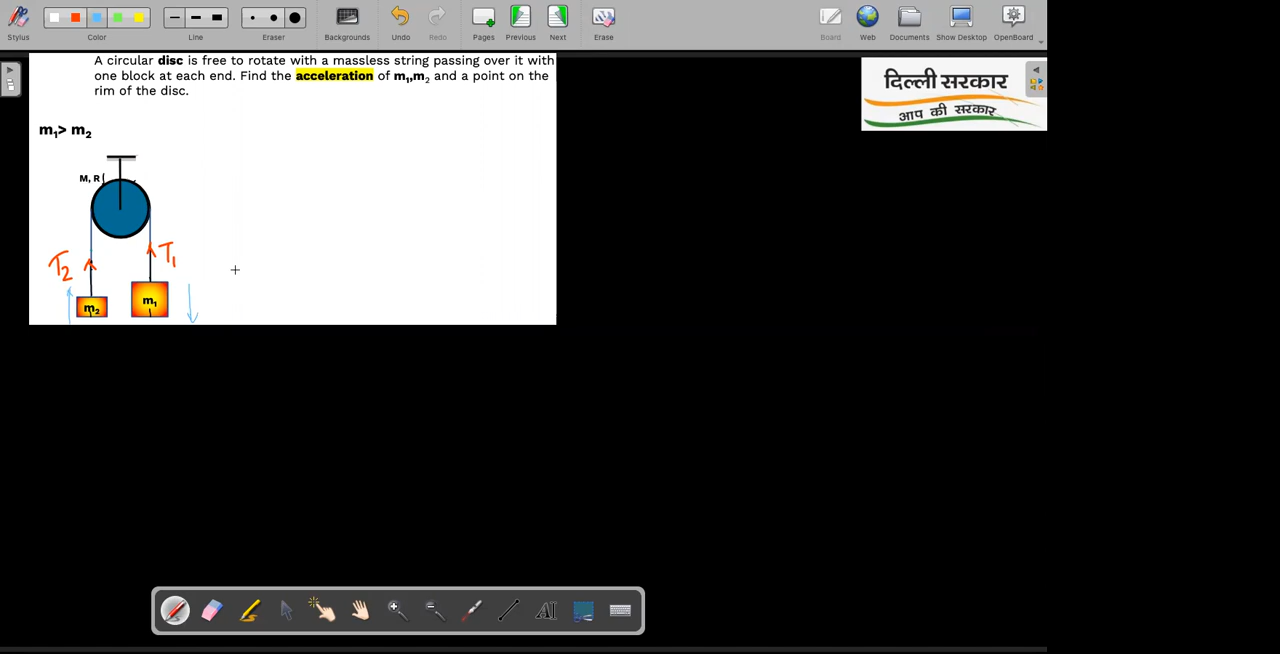 Stylus
Color
Line
Eraser
Backgrounds
Undo
Redo
Pages
Previous
Next
Erase
Board
Web
Documents
Show Desktop
OpenBoard
A circular disc is free to rotate with a massless string passing over it with
one block at each end. Find the acceleration of m₁,m₂ and a point on the
rim of the disc.
दिल्ली सरकार
आप की सरकार
m₁> m₂
M, R
T₂
T₁
m₂
m₁
AI